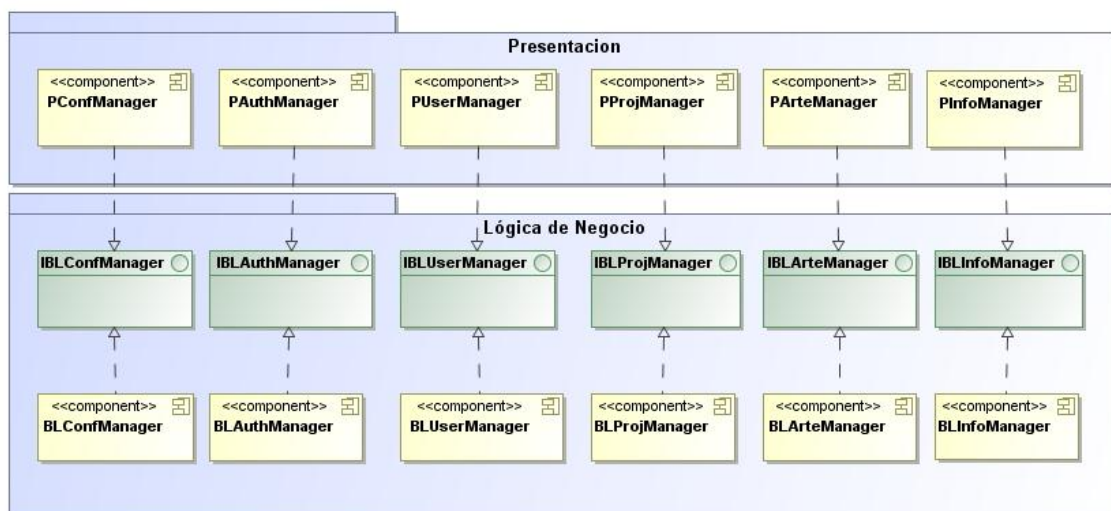 Presentacion
<<component>> <<component>> <<component>> <<component>> <<component>> <<component>>
PConfManager PAuthManager PUserManager PProjManager PArteManager PInfoManager
Lógica de Negocio
IBLConfManager IBLAuthManager IBLUserManager IBLProjManager IBLArteManager IBLInfoManager
<<component>> <<component>> <<component>> <<component>> <<component>> <<component>>
BLConfManager BLAuthManager BLUserManager BLProjManager BLArteManager BLInfoManager